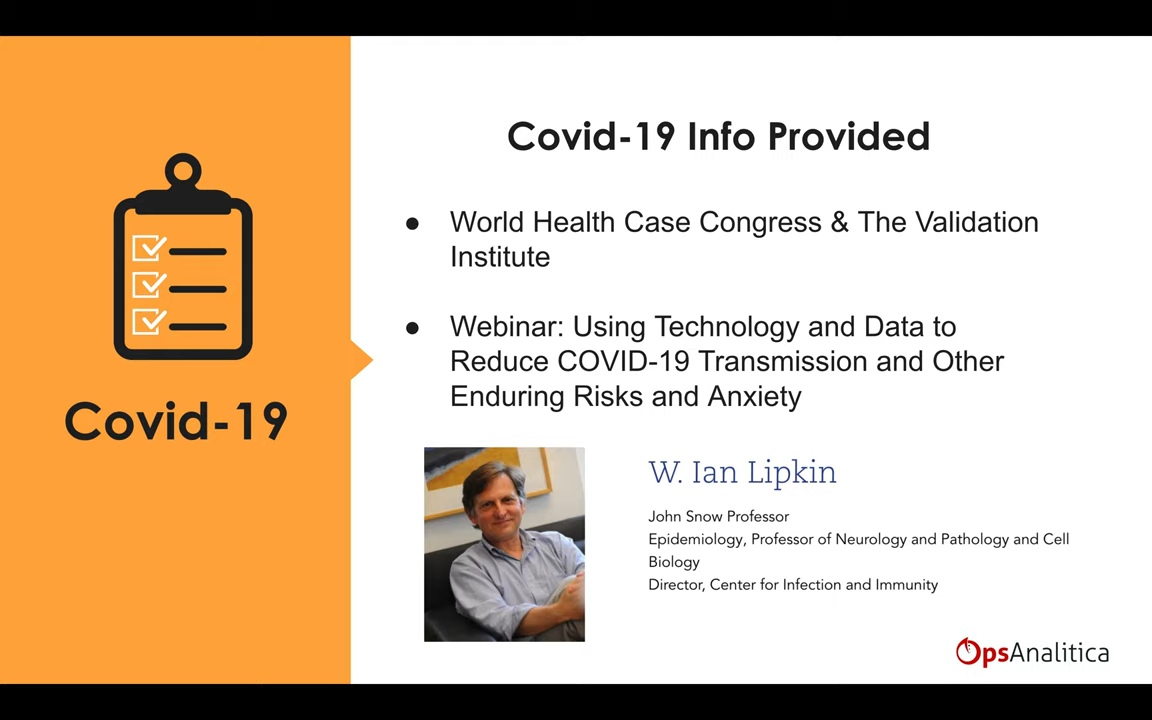 Covid-19
Covid-19 Info Provided
● World Health Case Congress & The Validation
Institute
● Webinar: Using Technology and Data to
Reduce COVID-19 Transmission and Other
Enduring Risks and Anxiety
W. Ian Lipkin
John Snow Professor
Epidemiology, Professor of Neurology and Pathology and Cell
Biology
Director, Center for Infection and Immunity
OpsAnalitica